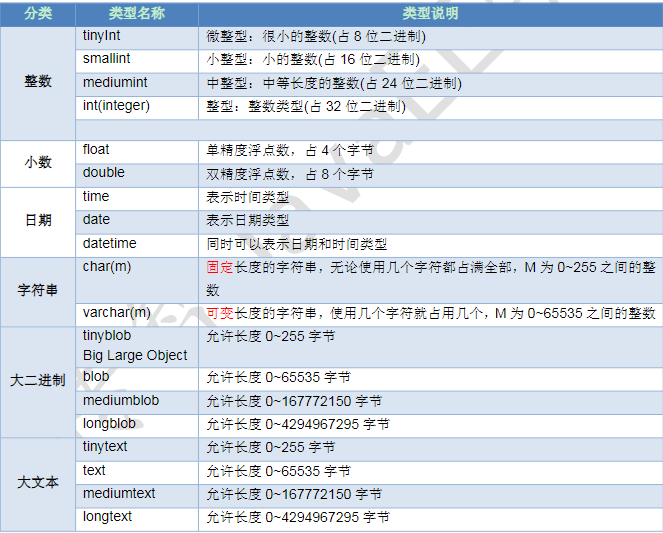 分类 类型名称 类型说明
整数
tinyInt 微整型：很小的整数(占 8 位二进制)
smallint 小整型：小的整数(占 16 位二进制)
mediumint 中整型：中等长度的整数(占 24 位二进制)
int(integer) 整型：整数类型(占 32 位二进制)
小数
float 单精度浮点数，占 4 个字节
double 双精度浮点数，占 8 个字节
日期
time 表示时间类型
date 表示日期类型
datetime 同时可以表示日期和时间类型
字符串
char(m) 固定长度的字符串，无论使用几个字符都占满全部，M 为 0~255 之间的整
数
varchar(m) 可变长度的字符串，使用几个字符就占用几个，M 为 0~65535 之间的整数
大二进制
tinyblob 允许长度 0~255 字节
Big Large Object
blob 允许长度 0~65535 字节
mediumblob 允许长度 0~167772150 字节
longblob 允许长度 0~4294967295 字节
大文本
tinytext 允许长度 0~255 字节
text 允许长度 0~65535 字节
mediumtext 允许长度 0~167772150 字节
longtext 允许长度 0~4294967295 字节